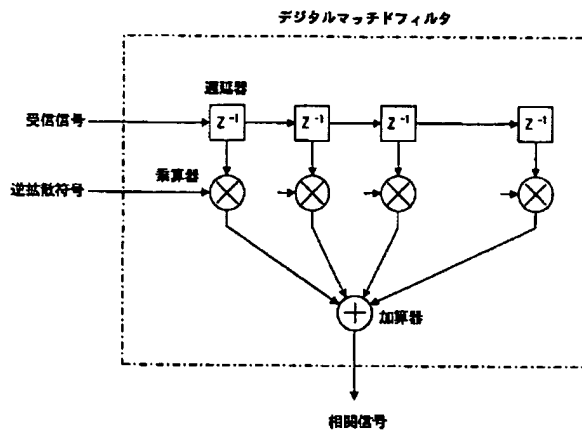 デジタルマッチドフィルタ
遅延器
受信信号
Z⁻¹ Z⁻¹ Z⁻¹ Z⁻¹
乗算器
逆拡散符号
加算器
相関信号